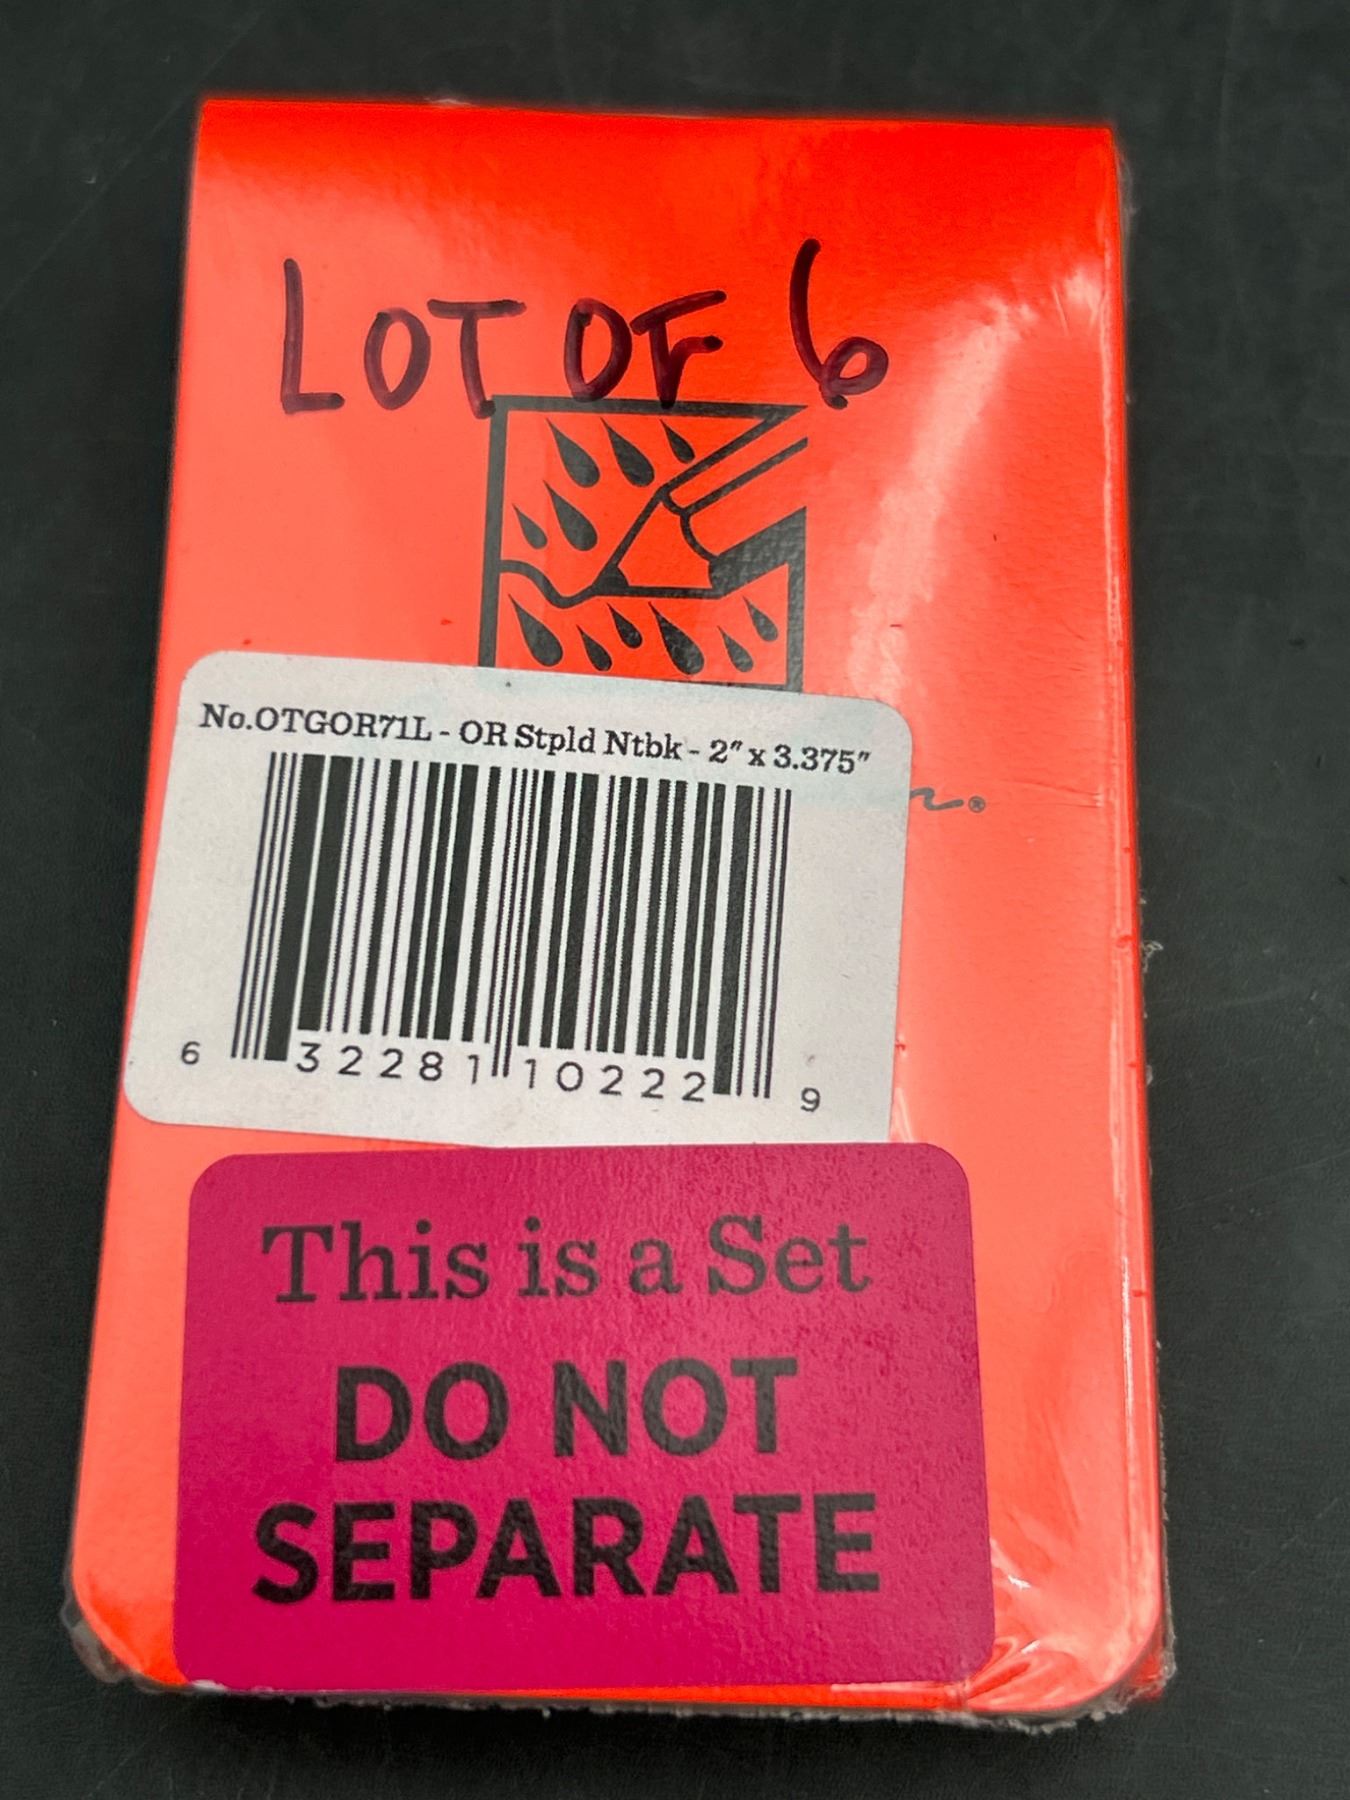 LOT OF 6
No.OTGOR71L - OR Stpld Ntbk - 2" x 3.375"
6 32281 10222 9
This is a Set
DO NOT
SEPARATE